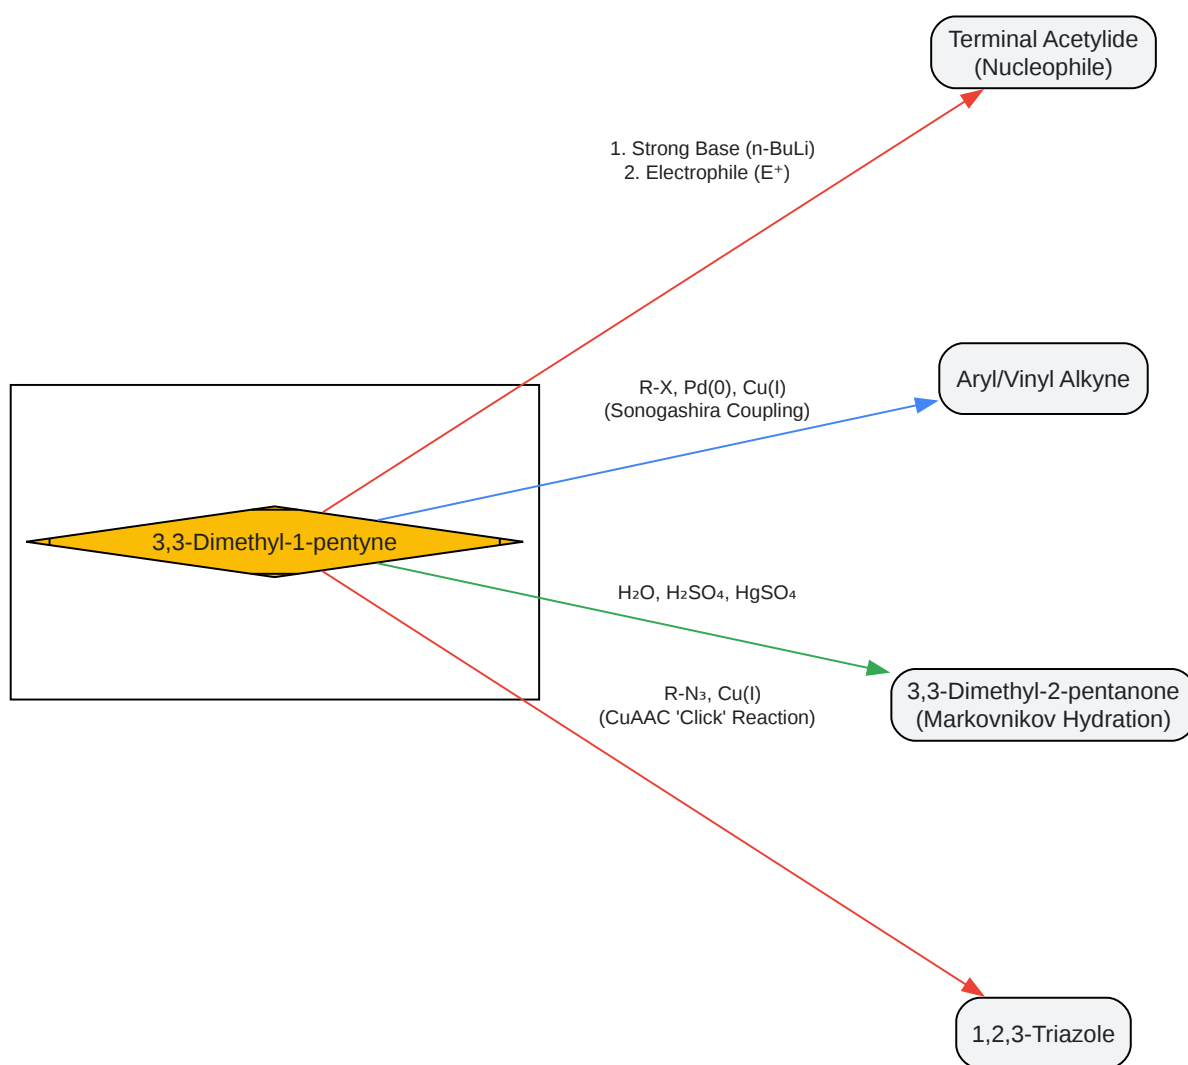 Terminal Acetylide
(Nucleophile)
1. Strong Base (n-BuLi)
2. Electrophile (E⁺)
R-X, Pd(0), Cu(I)
(Sonogashira Coupling)
Aryl/Vinyl Alkyne
3,3-Dimethyl-1-pentyne
H₂O, H₂SO₄, HgSO₄
3,3-Dimethyl-2-pentanone
(Markovnikov Hydration)
R-N₃, Cu(I)
(CuAAC 'Click' Reaction)
1,2,3-Triazole